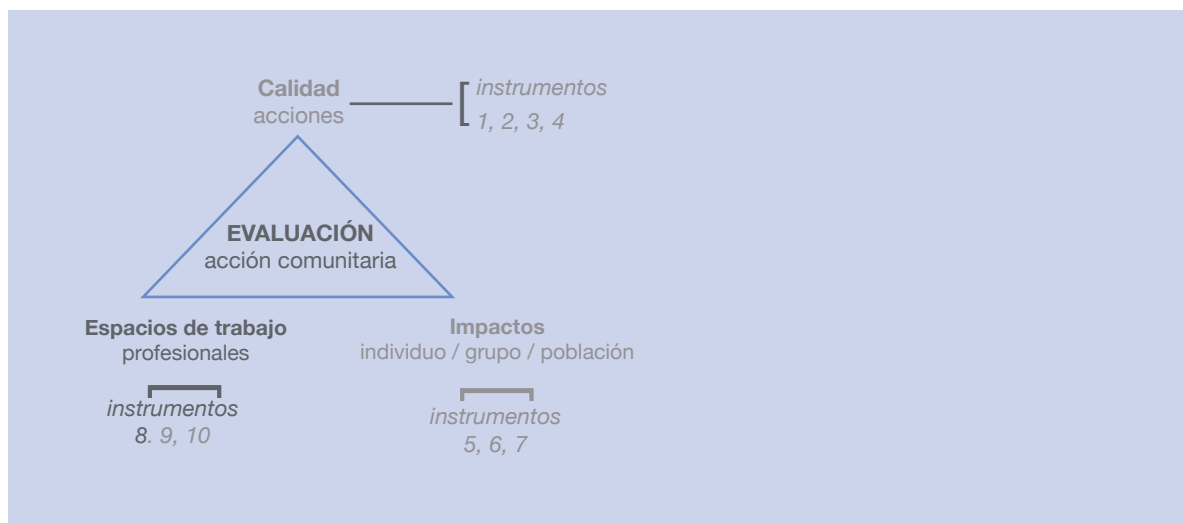 Calidad
acciones
instrumentos
1, 2, 3, 4
EVALUACIÓN
acción comunitaria
Espacios de trabajo
profesionales
instrumentos
8. 9, 10
Impactos
individuo / grupo / población
instrumentos
5, 6, 7